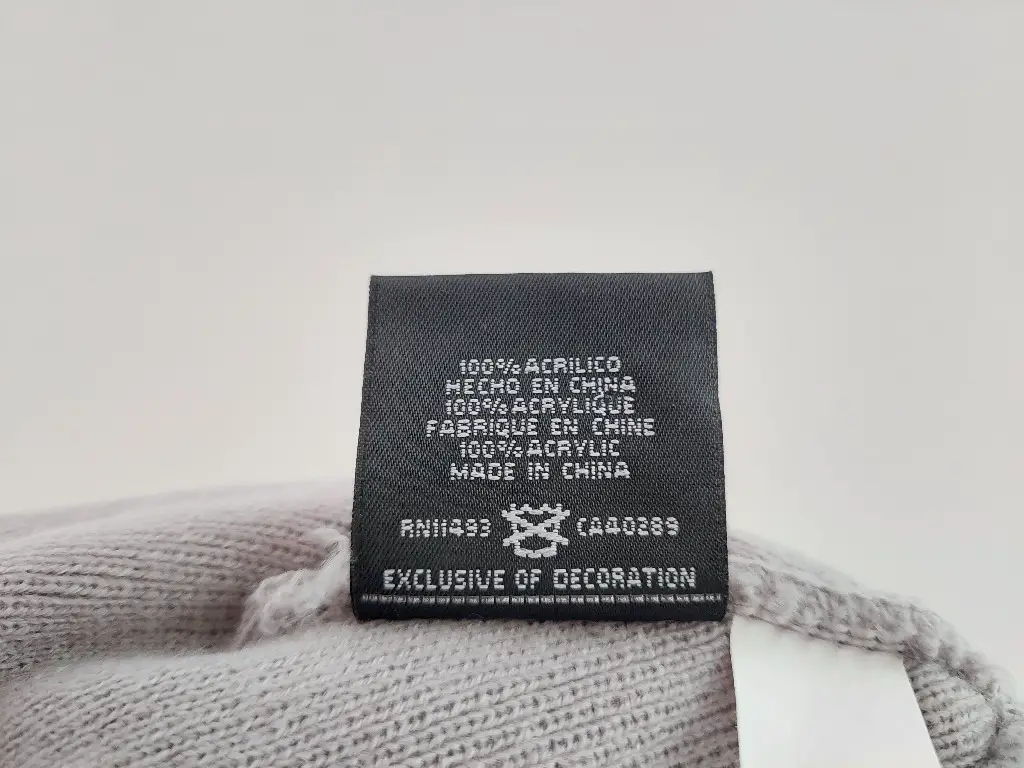 100% ACRILICO
HECHO EN CHINA
100% ACRYLIQUE
FABRIQUE EN CHINE
100% ACRYLIC
MADE IN CHINA
RN11493 CA40289
EXCLUSIVE OF DECORATION